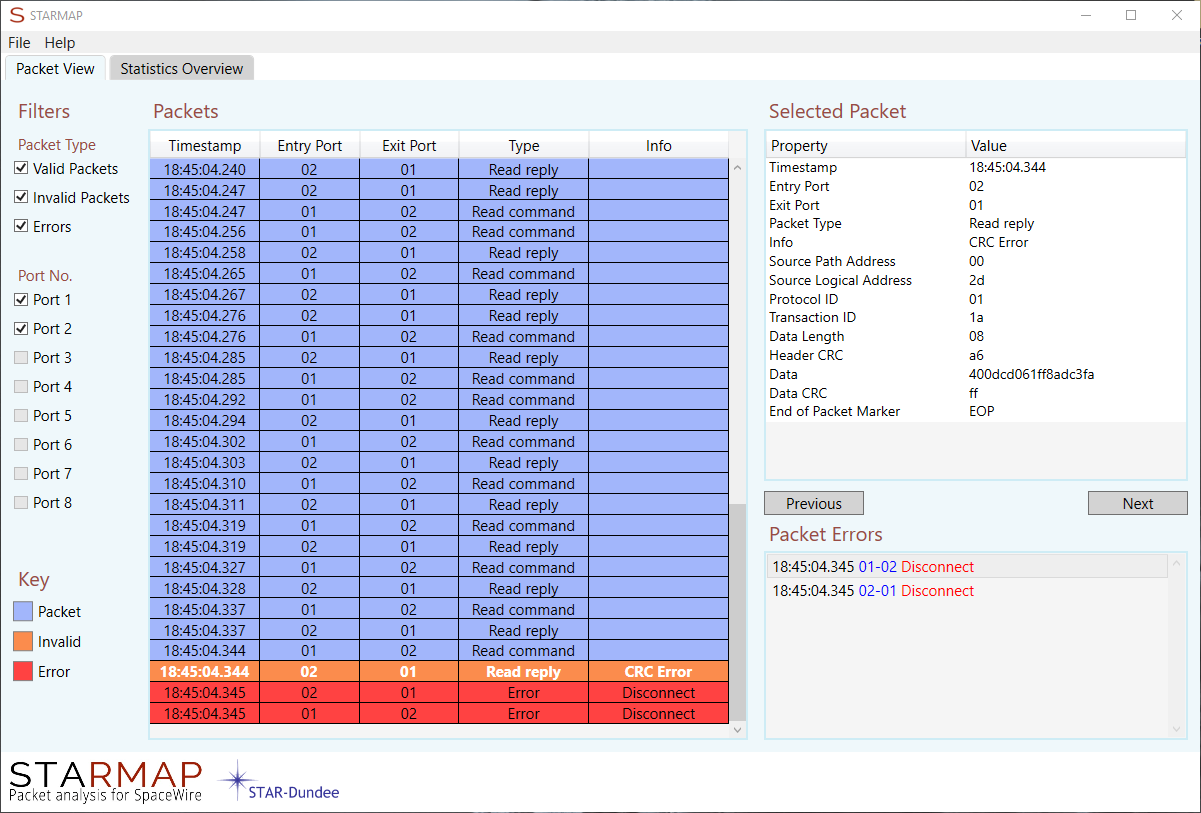 STARMAP
File Help
Packet View Statistics Overview
Filters
Packet Type
Valid Packets
Invalid Packets
Errors
Port No.
Port 1
Port 2
Port 3
Port 4
Port 5
Port 6
Port 7
Port 8
Key
Packet
Invalid
Error
Packets
Timestamp Entry Port Exit Port Type Info
18:45:04.240 02 01 Read reply
18:45:04.247 02 01 Read reply
18:45:04.247 01 02 Read command
18:45:04.256 01 02 Read command
18:45:04.258 02 01 Read reply
18:45:04.265 01 02 Read command
18:45:04.267 02 01 Read reply
18:45:04.276 02 01 Read reply
18:45:04.276 01 02 Read command
18:45:04.285 02 01 Read reply
18:45:04.285 01 02 Read command
18:45:04.292 01 02 Read command
18:45:04.294 02 01 Read reply
18:45:04.302 01 02 Read command
18:45:04.303 02 01 Read reply
18:45:04.310 01 02 Read command
18:45:04.311 02 01 Read reply
18:45:04.319 01 02 Read command
18:45:04.319 02 01 Read reply
18:45:04.327 01 02 Read command
18:45:04.328 02 01 Read reply
18:45:04.337 01 02 Read command
18:45:04.337 02 01 Read reply
18:45:04.344 01 02 Read command
18:45:04.344 02 01 Read reply CRC Error
18:45:04.345 02 01 Error Disconnect
18:45:04.345 01 02 Error Disconnect
Selected Packet
Property Value
Timestamp 18:45:04.344
Entry Port 02
Exit Port 01
Packet Type Read reply
Info CRC Error
Source Path Address 00
Source Logical Address 2d
Protocol ID 01
Transaction ID 1a
Data Length 08
Header CRC a6
Data 400dcd061ff8adc3fa
Data CRC ff
End of Packet Marker EOP
Previous Next
Packet Errors
18:45:04.345 01-02 Disconnect
18:45:04.345 02-01 Disconnect
STARMAP
Packet analysis for SpaceWire
STAR-Dundee